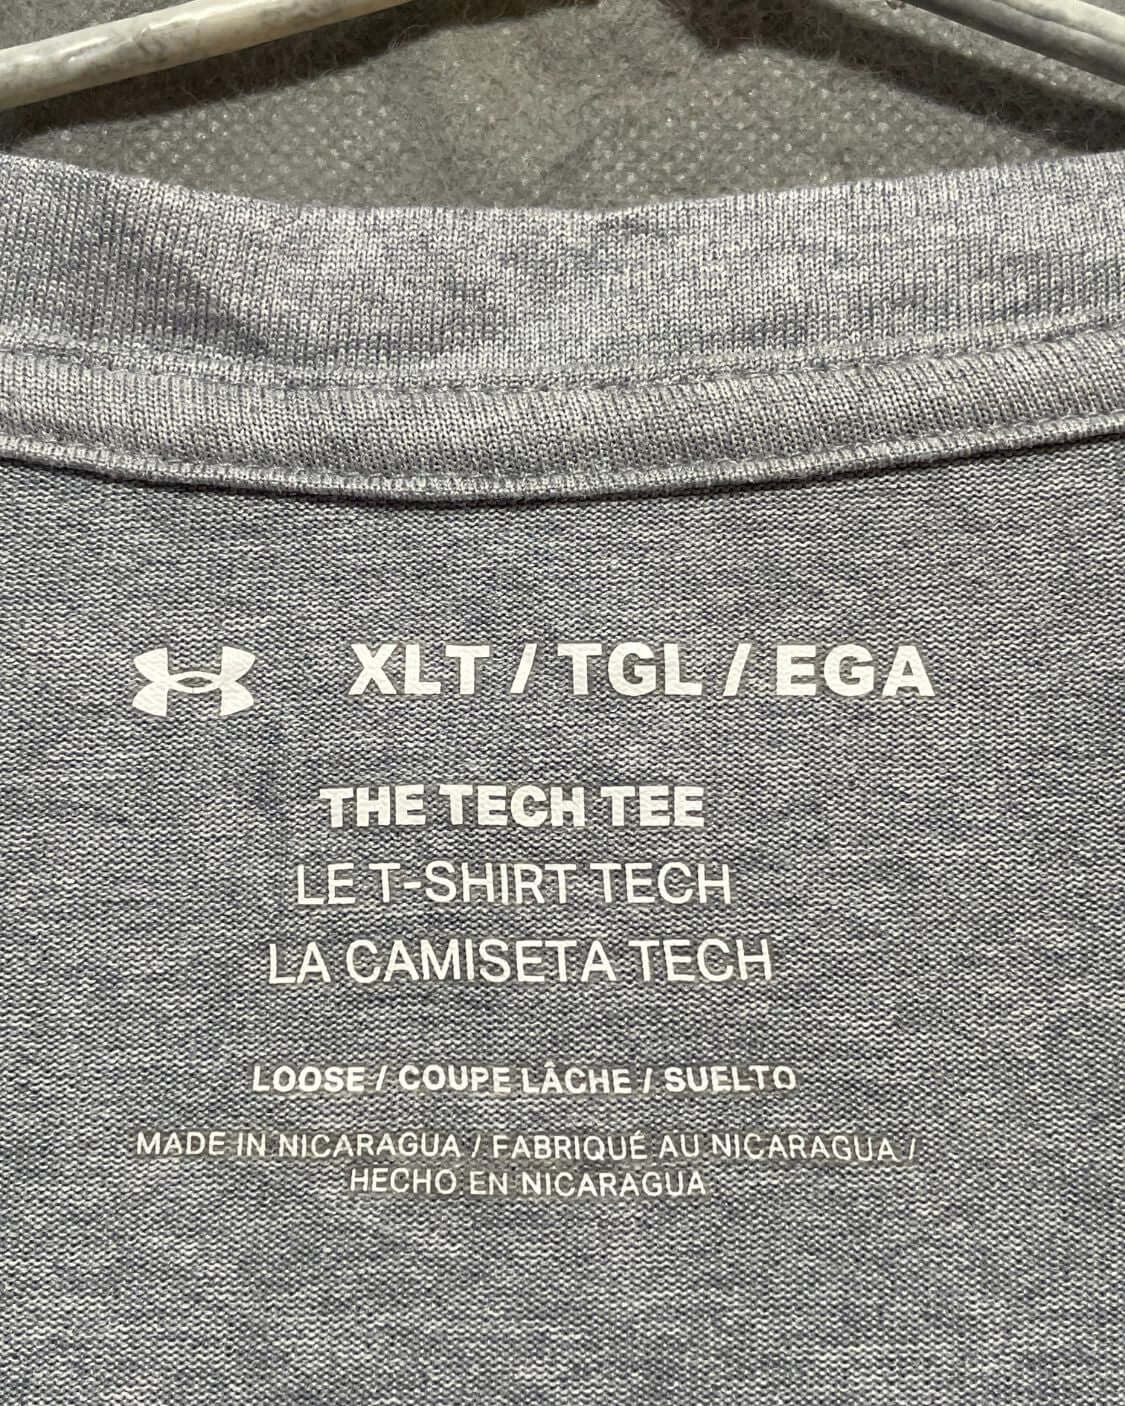 XLT / TGL / EGA
THE TECH TEE
LE T-SHIRT TECH
LA CAMISETA TECH
LOOSE / COUPE LÂCHE / SUELTO
MADE IN NICARAGUA / FABRIQUÉ AU NICARAGUA /
HECHO EN NICARAGUA